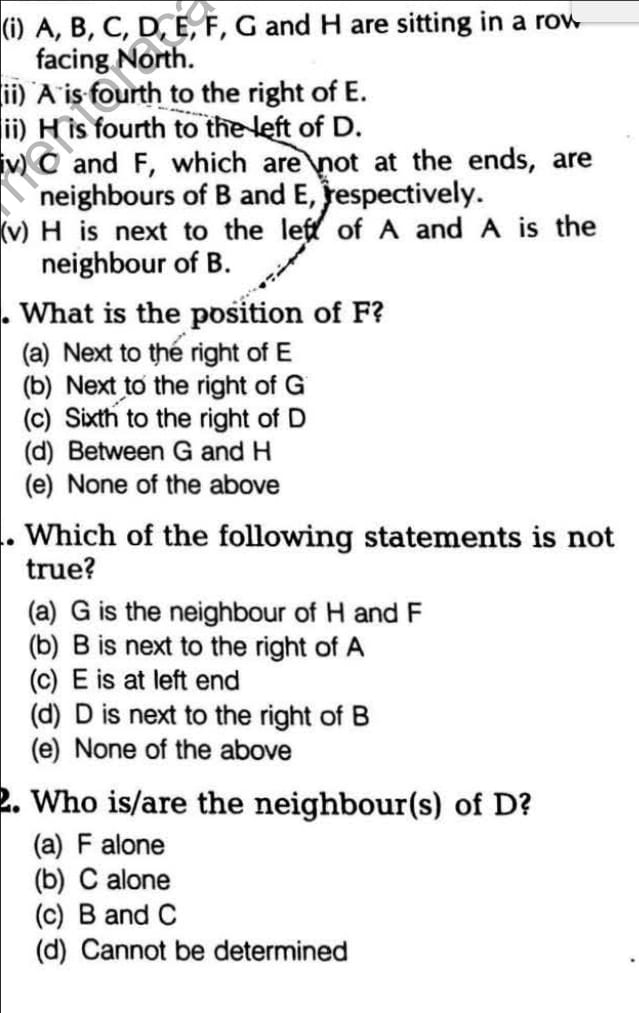 (i) A, B, C, D, E, F, G and H are sitting in a row
facing North.
ii) A is fourth to the right of E.
ii) H is fourth to the left of D.
iv) C and F, which are not at the ends, are
neighbours of B and E, respectively.
(v) H is next to the left of A and A is the
neighbour of B.
. What is the position of F?
(a) Next to the right of E
(b) Next to the right of G
(c) Sixth to the right of D
(d) Between G and H
(e) None of the above
. Which of the following statements is not
true?
(a) G is the neighbour of H and F
(b) B is next to the right of A
(c) E is at left end
(d) D is next to the right of B
(e) None of the above
2. Who is/are the neighbour(s) of D?
(a) F alone
(b) C alone
(c) B and C
(d) Cannot be determined